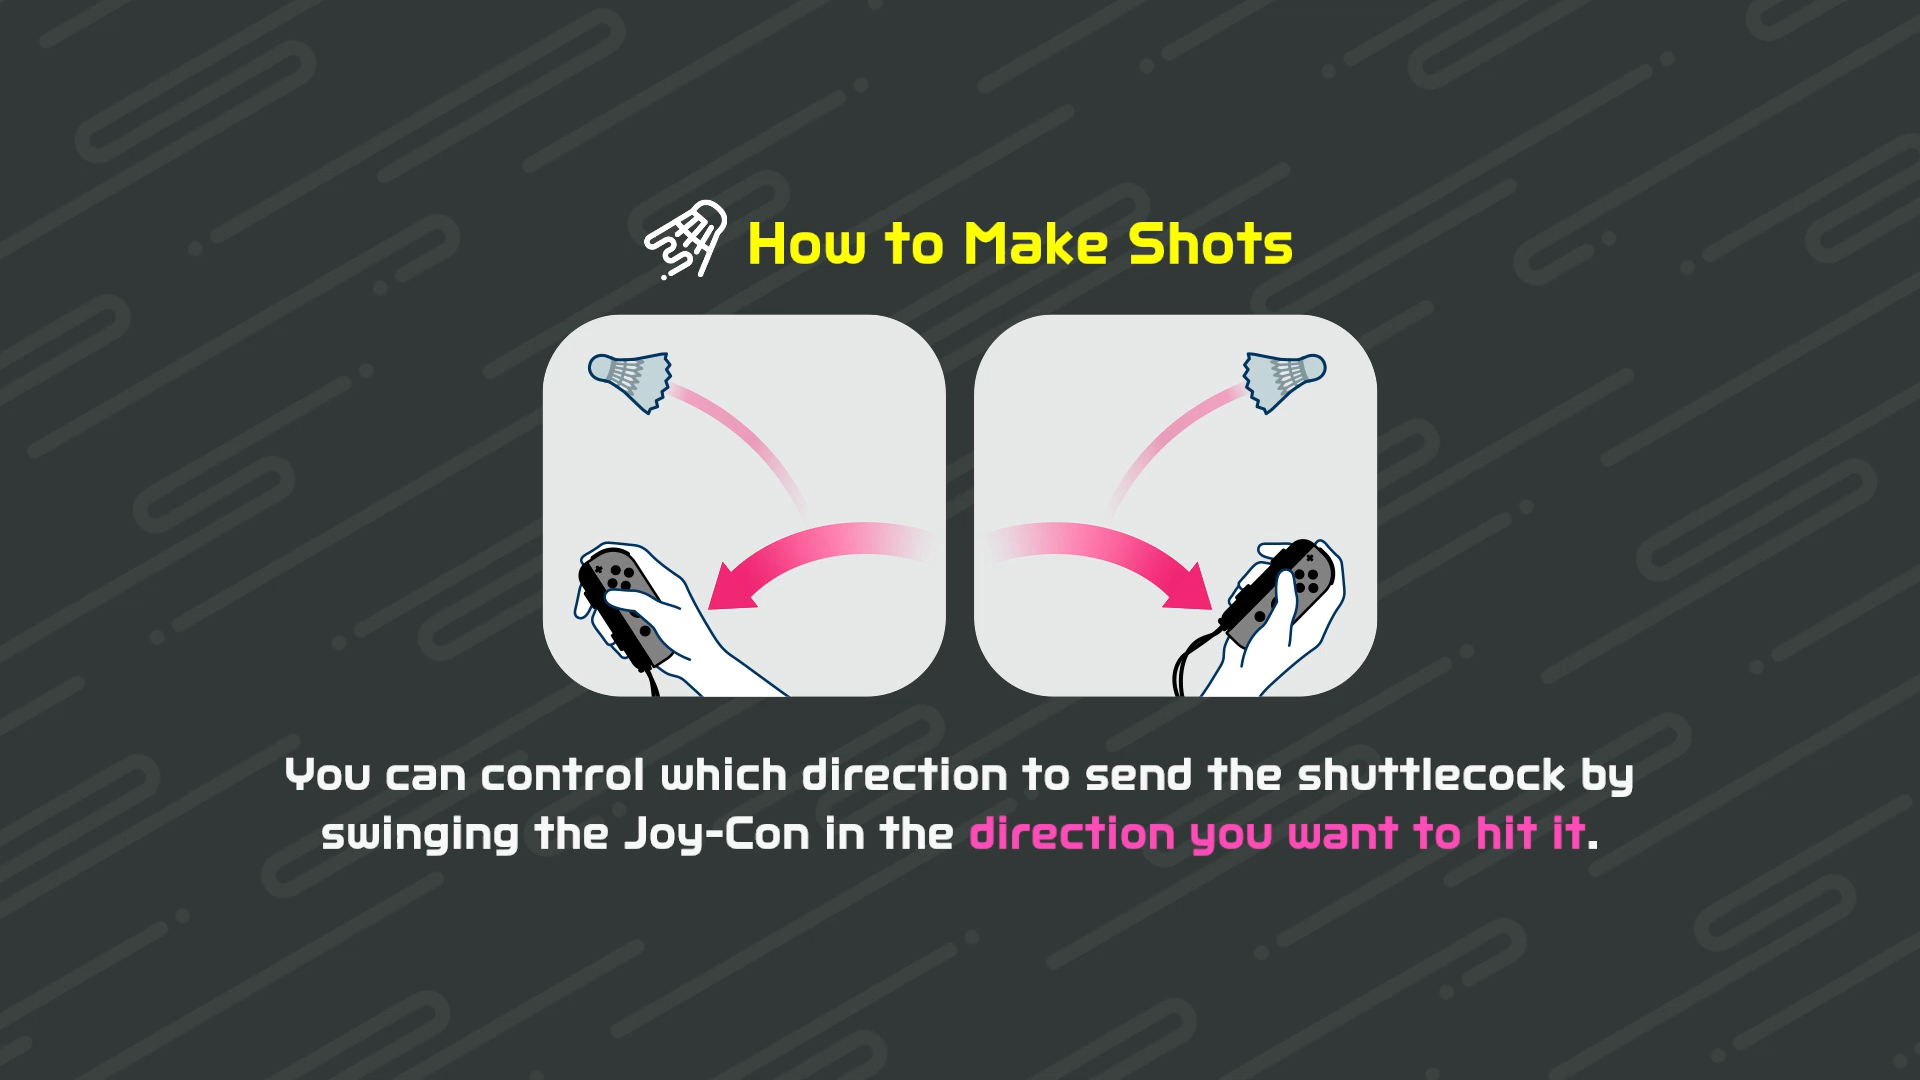 How to Make Shots
You can control which direction to send the shuttlecock by
swinging the Joy-Con in the direction you want to hit it.